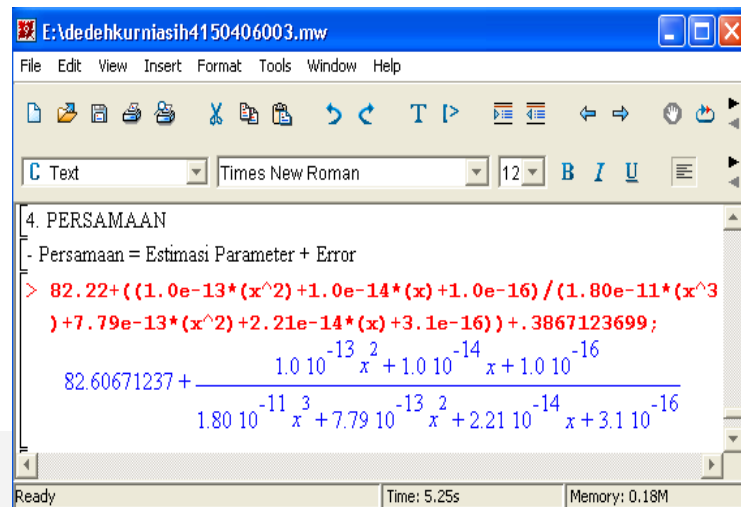 E:\dedehkurniasih4150406003.mw
File Edit View Insert Format Tools Window Help
T [>
C Text Times New Roman 12 B I U
4. PERSAMAAN
- Persamaan = Estimasi Parameter + Error
> 82.22+((1.0e-13*(x^2)+1.0e-14*(x)+1.0e-16)/(1.80e-11*(x^3
)+7.79e-13*(x^2)+2.21e-14*(x)+3.1e-16))+.3867123699;
1.0 10^-13 x^2 + 1.0 10^-14 x + 1.0 10^-16
82.60671237 +
1.80 10^-11 x^3 + 7.79 10^-13 x^2 + 2.21 10^-14 x + 3.1 10^-16
Ready Time: 5.25s Memory: 0.18M